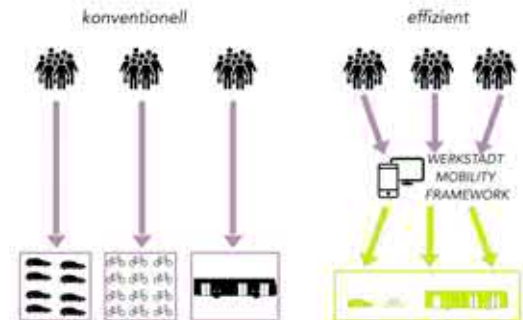 konventionell
effizient
WERKSTADT
MOBILITY
FRAMEWORK